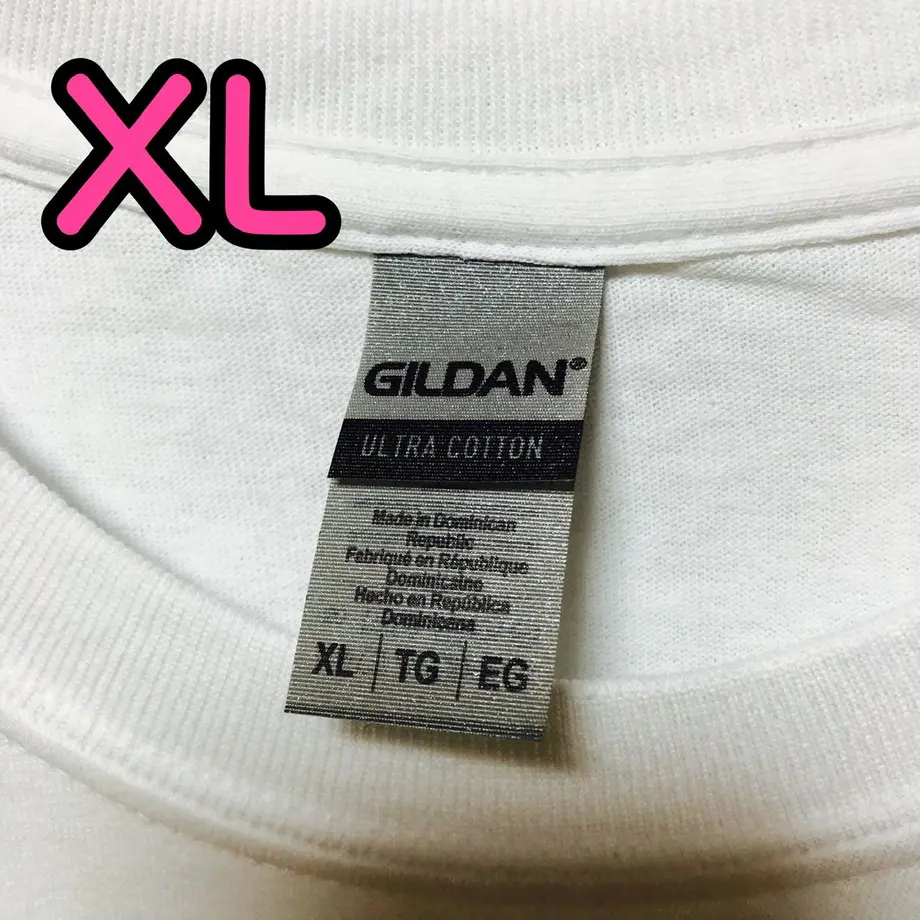 XL
GILDAN®
ULTRA COTTON
Made in Dominican
Republic
Fabriqué en République
Dominicaine
Hecho en República
Dominicana
XL | TG | EG